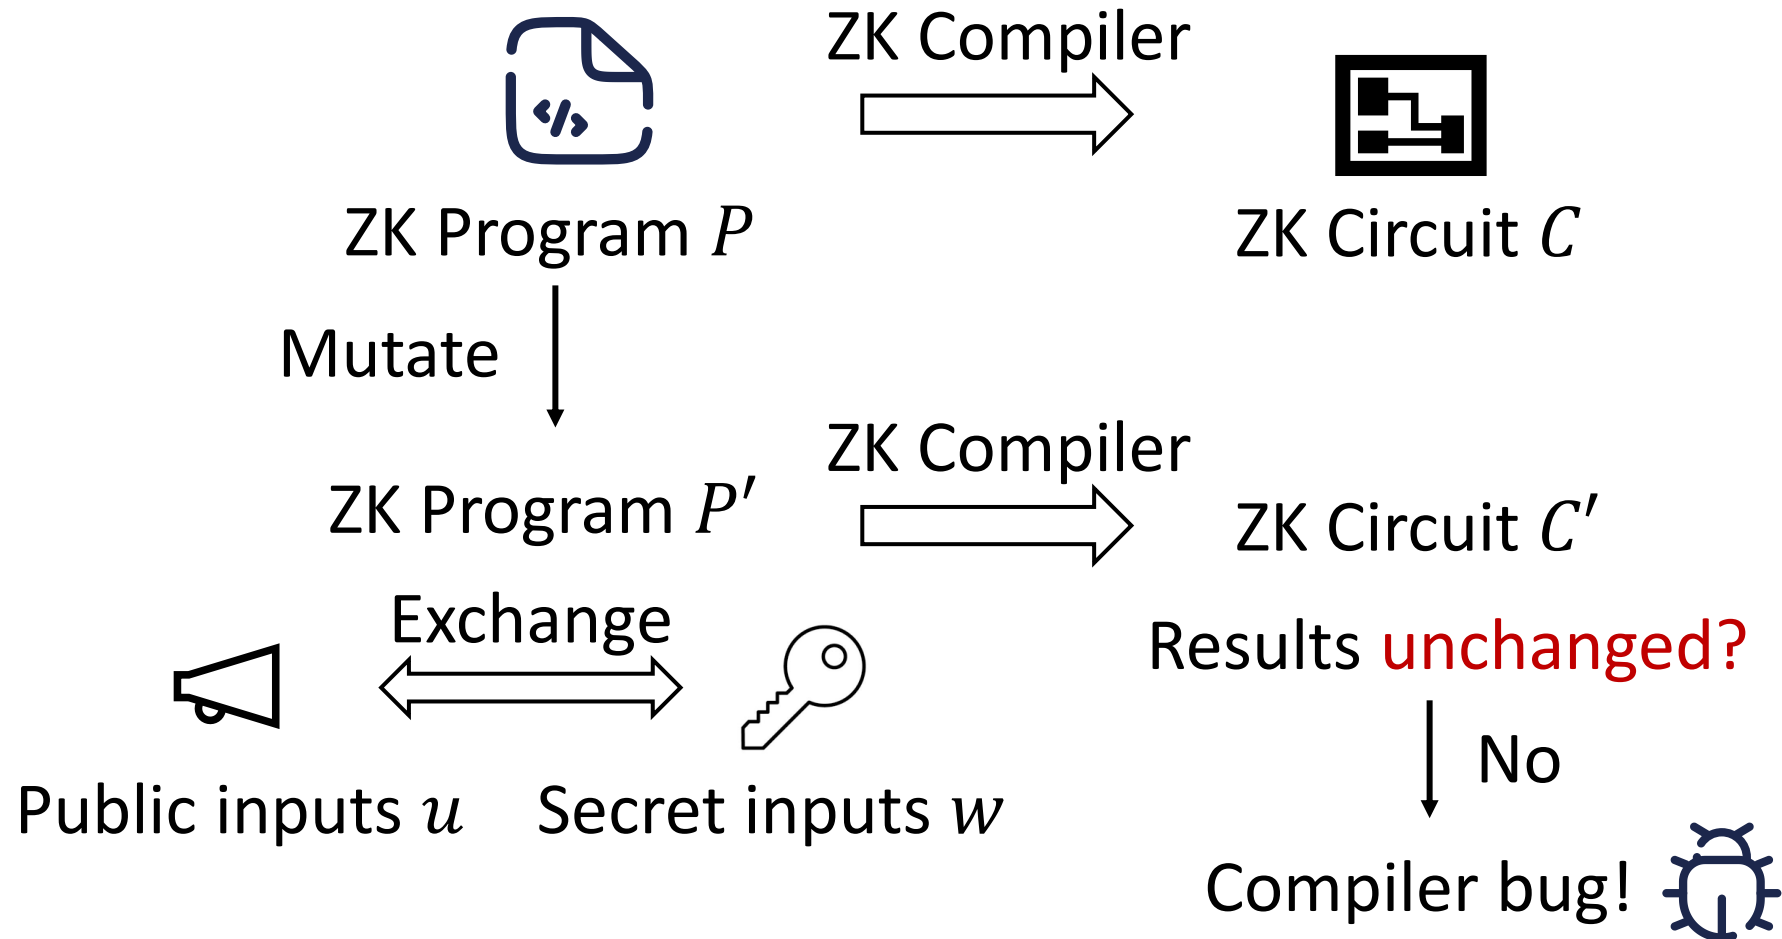 ZK Compiler
</>
ZK Program P
ZK Circuit C
Mutate
ZK Compiler
ZK Program P′
ZK Circuit C′
Exchange
Results unchanged?
No
Public inputs u
Secret inputs w
Compiler bug!